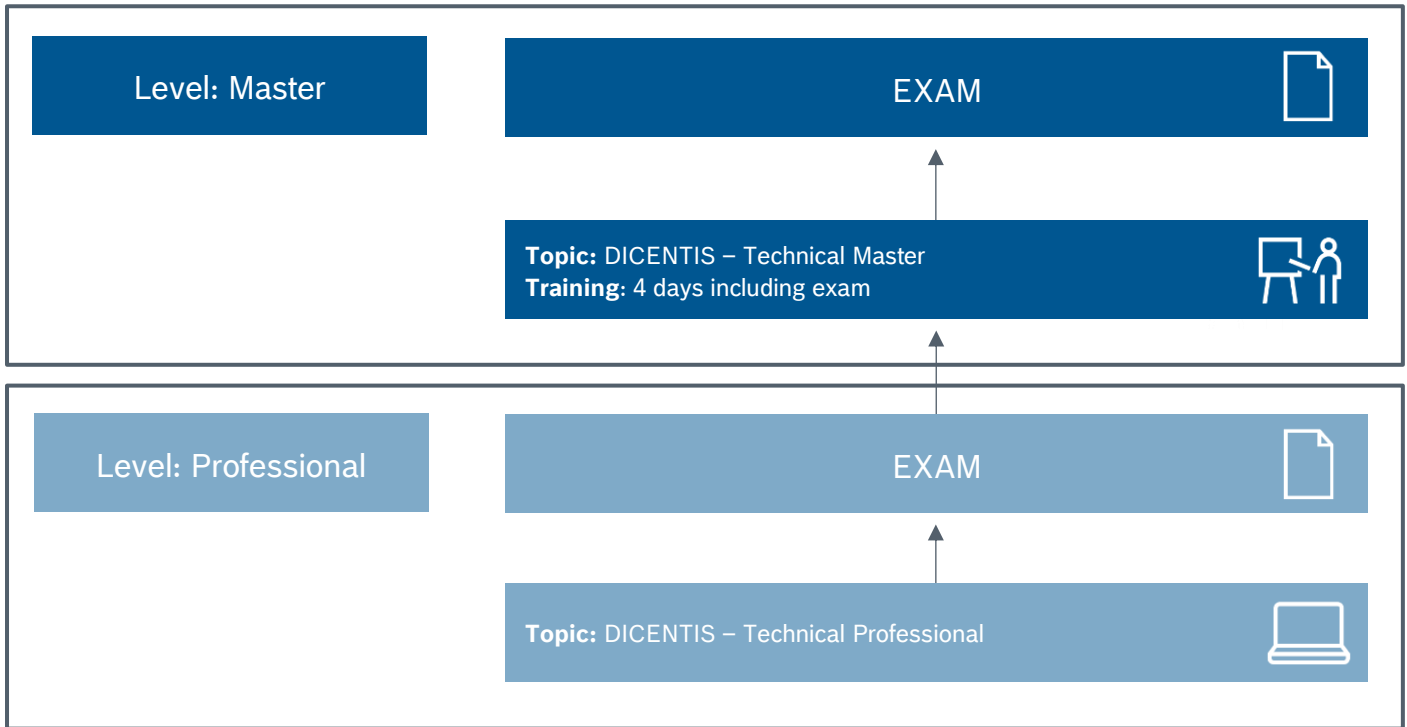 Level: Master
EXAM
Topic: DICENTIS – Technical Master
Training: 4 days including exam
Level: Professional
EXAM
Topic: DICENTIS – Technical Professional